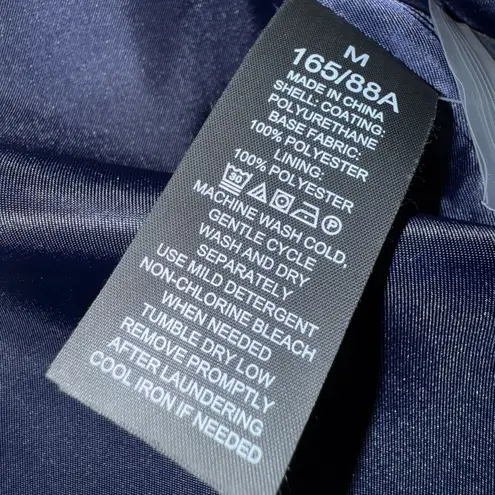 M
165/88A
MADE IN CHINA
SHELL: COATING:
POLYURETHANE
BASE FABRIC:
100% POLYESTER
LINING:
100% POLYESTER
30 P
MACHINE WASH COLD,
GENTLE CYCLE
WASH AND DRY
SEPARATELY
USE MILD DETERGENT
NON-CHLORINE BLEACH
WHEN NEEDED
TUMBLE DRY LOW
REMOVE PROMPTLY
AFTER LAUNDERING
COOL IRON IF NEEDED